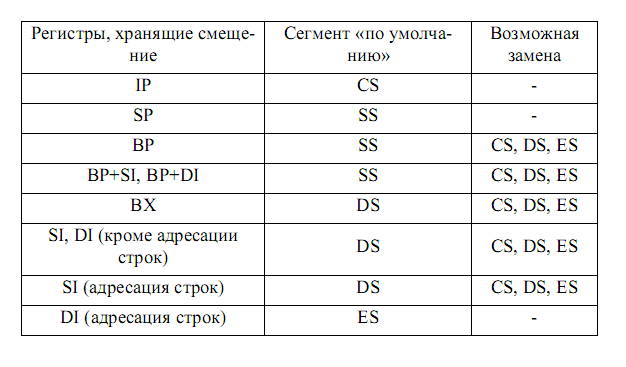 Регистры, хранящие смеще-
ние
Сегмент «по умолча-
нию»
Возможная
замена
IP
CS
-
SP
SS
-
BP
SS
CS, DS, ES
BP+SI, BP+DI
SS
CS, DS, ES
BX
DS
CS, DS, ES
SI, DI (кроме адресации
строк)
DS
CS, DS, ES
SI (адресация строк)
DS
CS, DS, ES
DI (адресация строк)
ES
-